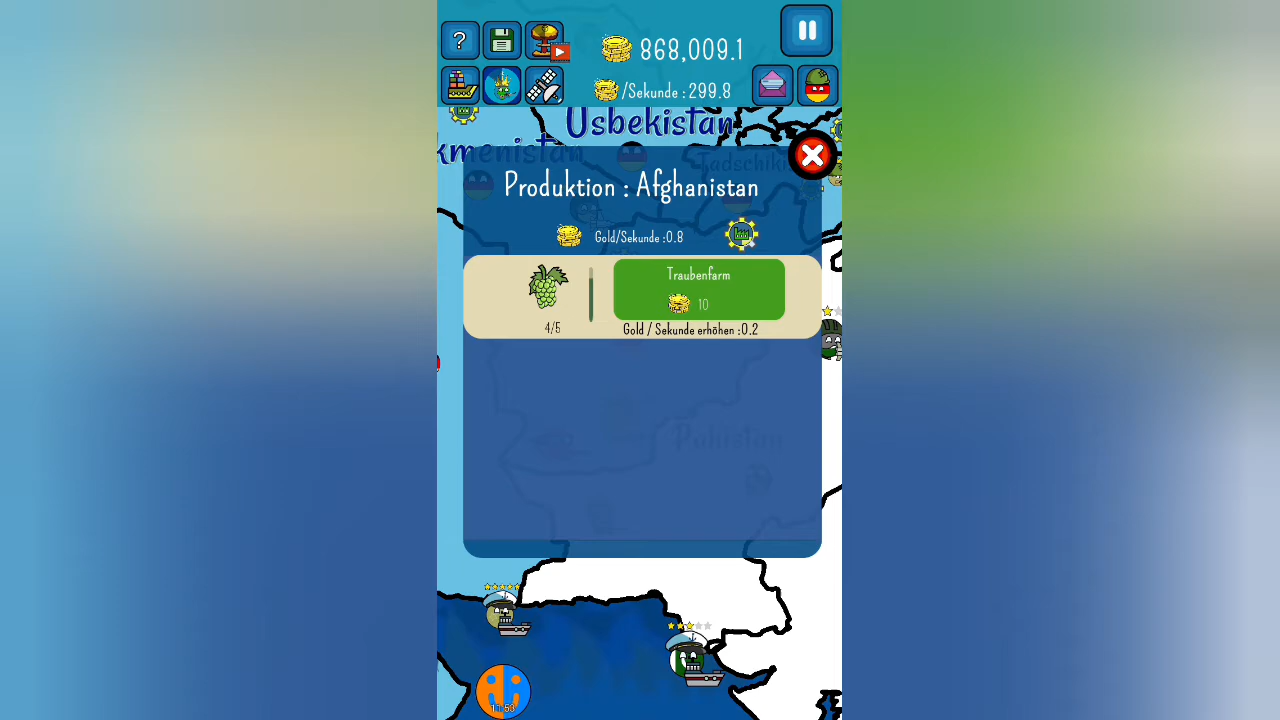 ?
868,009.1
/Sekunde : 299.8
Usbekistan
kmenistan
Tadschiki
Produktion : Afghanistan
Gold/Sekunde :0.8
Traubenfarm
10
4/5
Gold / Sekunde erhöhen :0.2
Pakistan
11:53